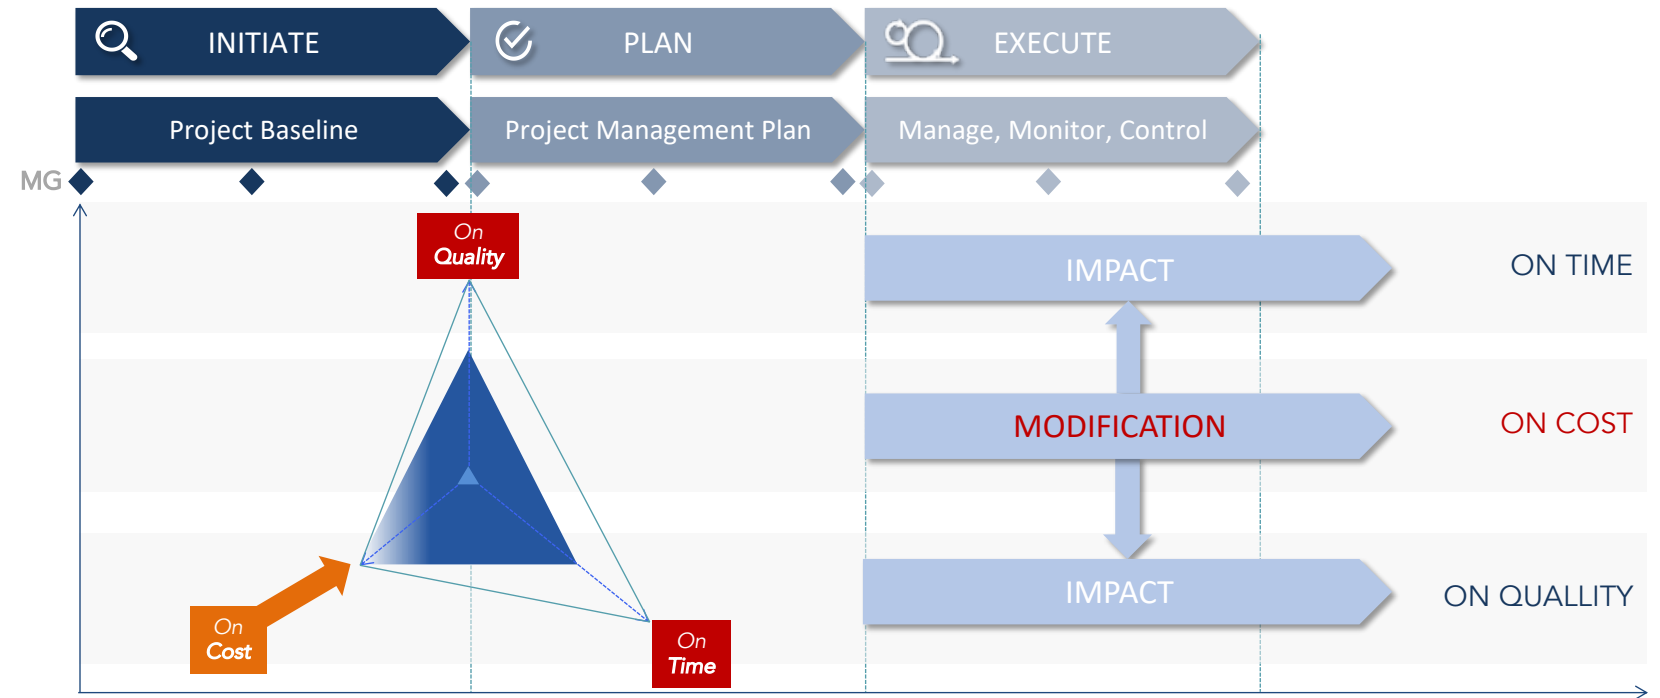 INITIATE
PLAN
EXECUTE
Project Baseline
Project Management Plan
Manage, Monitor, Control
MG
On
Quality
IMPACT
ON TIME
MODIFICATION
ON COST
IMPACT
ON QUALLITY
On
Cost
On
Time